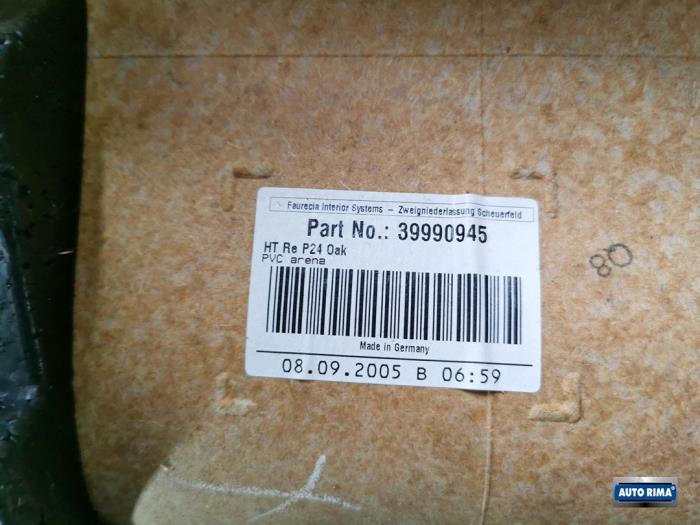 Faurecia Interior Systems – Zweigniederlassung Scheuerfeld
Part No.: 39990945
HT Re P24 Oak
PVC arena
Made in Germany
08.09.2005 B 06:59
80
AUTO RIMA